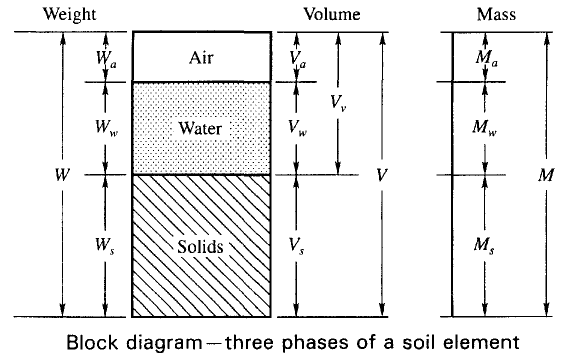 Weight Volume Mass
W_a Air V_a M_a
V_v
W_w Water V_w M_w
W V M
W_s Solids V_s M_s
Block diagram—three phases of a soil element